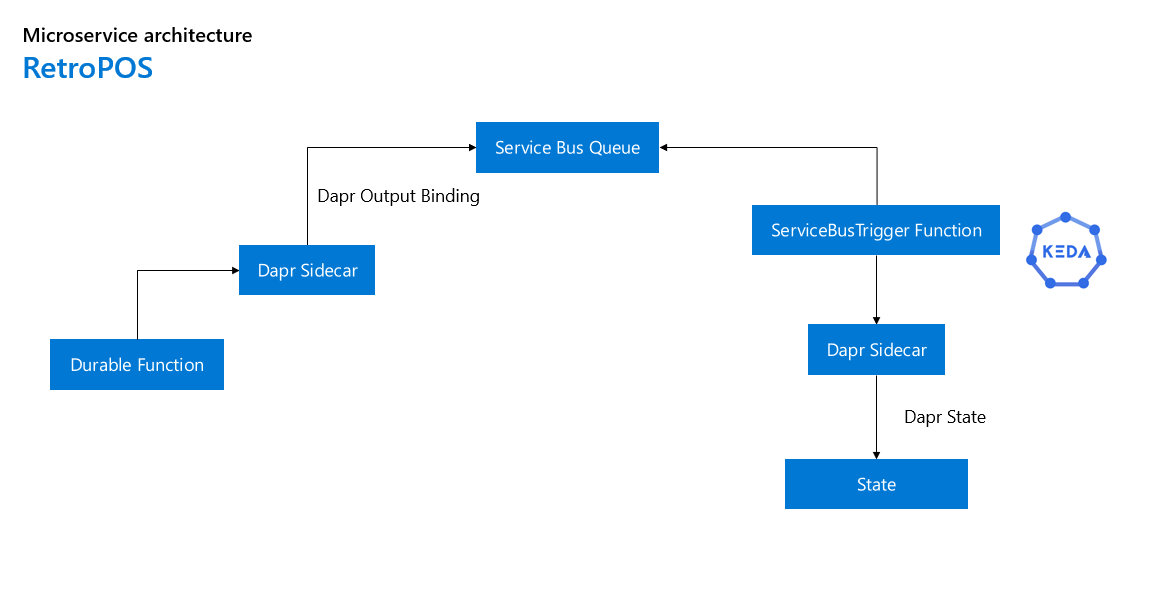 Microservice architecture
RetroPOS
Service Bus Queue
Dapr Output Binding
ServiceBusTrigger Function
KEDA
Dapr Sidecar
Dapr Sidecar
Durable Function
Dapr State
State